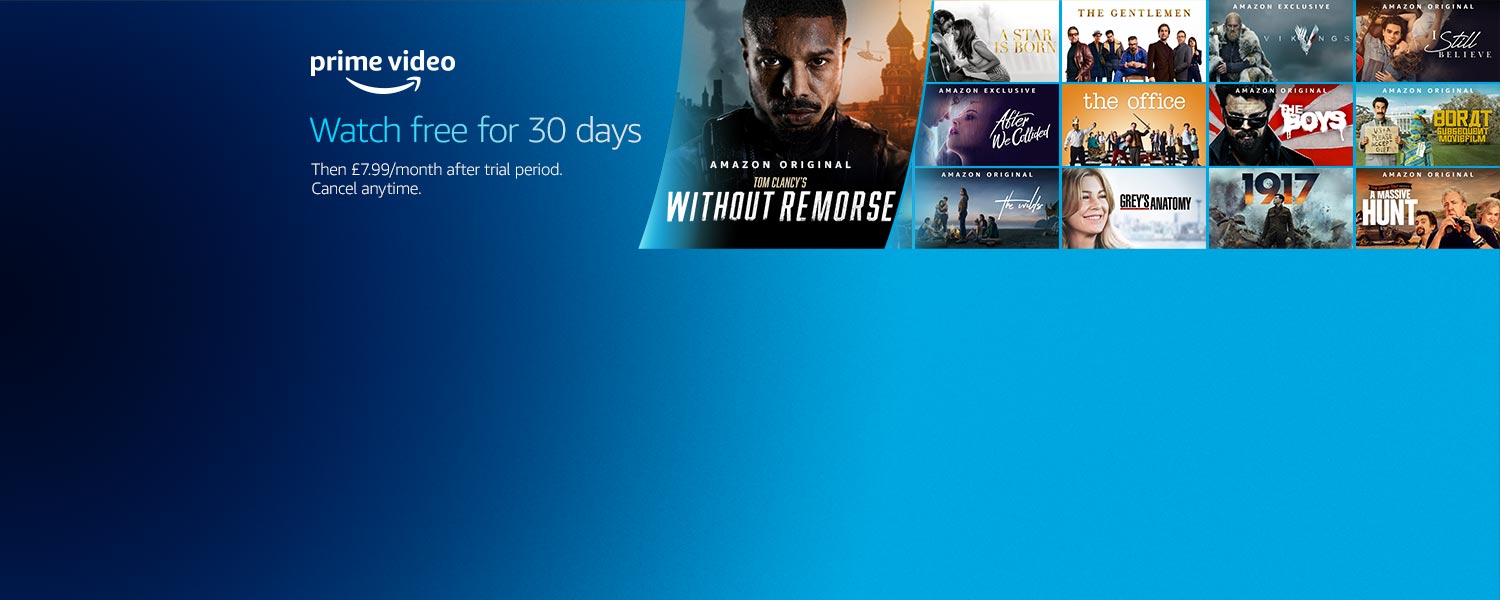 prime video
Watch free for 30 days
Then £7.99/month after trial period.
Cancel anytime.
AMAZON ORIGINAL
TOM CLANCY'S
WITHOUT REMORSE
A STAR
IS BORN
THE GENTLEMEN
AMAZON EXCLUSIVE
VIKINGS
AMAZON ORIGINAL
I Still
BELIEVE
AMAZON EXCLUSIVE
After
We Collided
the office
AMAZON ORIGINAL
THE
BOYS
AMAZON ORIGINAL
BORAT
SUBSEQUENT
MOVIEFILM
AMAZON ORIGINAL
the wilds
GREY'S ANATOMY
1917
AMAZON ORIGINAL
A MASSIVE
HUNT